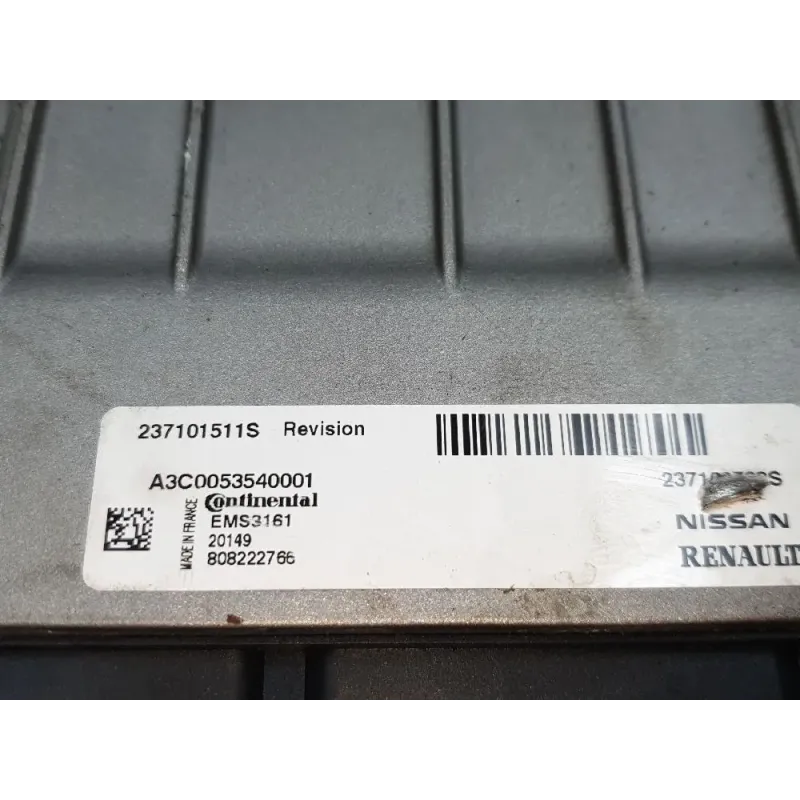 237101511S Revision
A3C0053540001
Continental
MADE IN FRANCE
EMS3161
20149
808222766
NISSAN
RENAULT